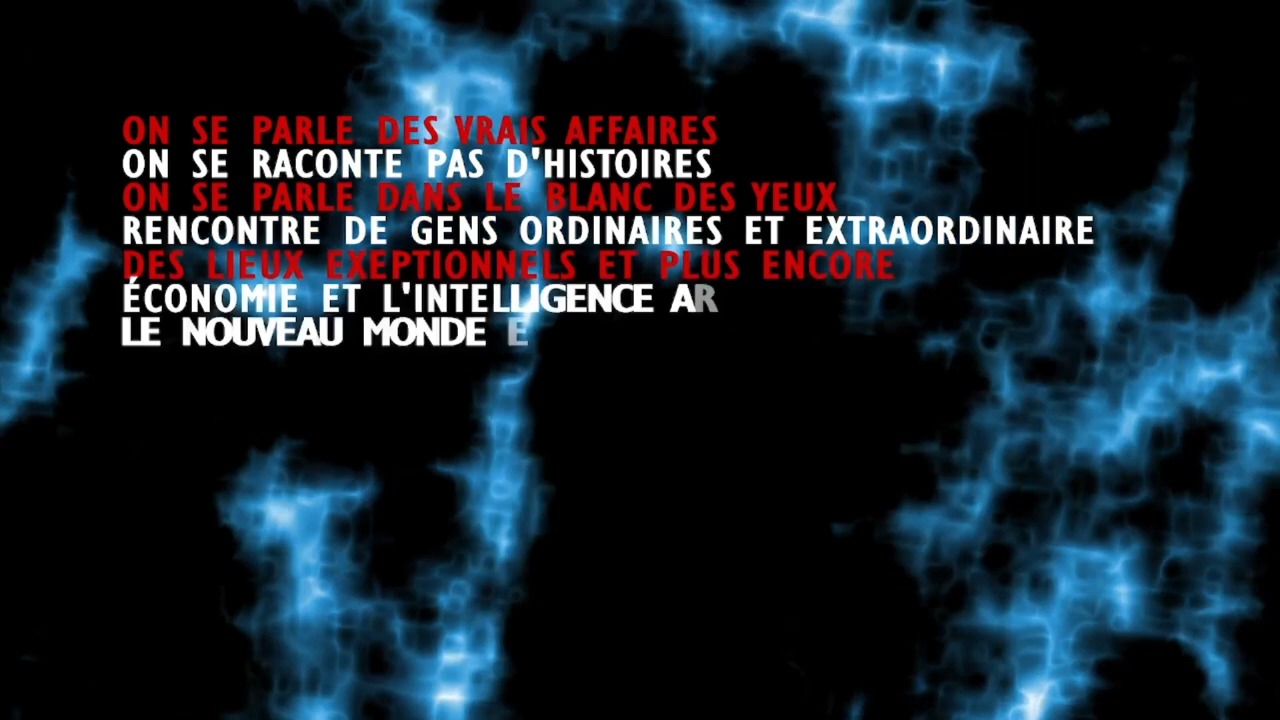 ON SE PARLE DES VRAIS AFFAIRES
ON SE RACONTE PAS D'HISTOIRES
ON SE PARLE DANS LE BLANC DES YEUX
RENCONTRE DE GENS ORDINAIRES ET EXTRAORDINAIRE
DES LIEUX EXEPTIONNELS ET PLUS ENCORE
ÉCONOMIE ET L'INTELLIGENCE AR
LE NOUVEAU MONDE E